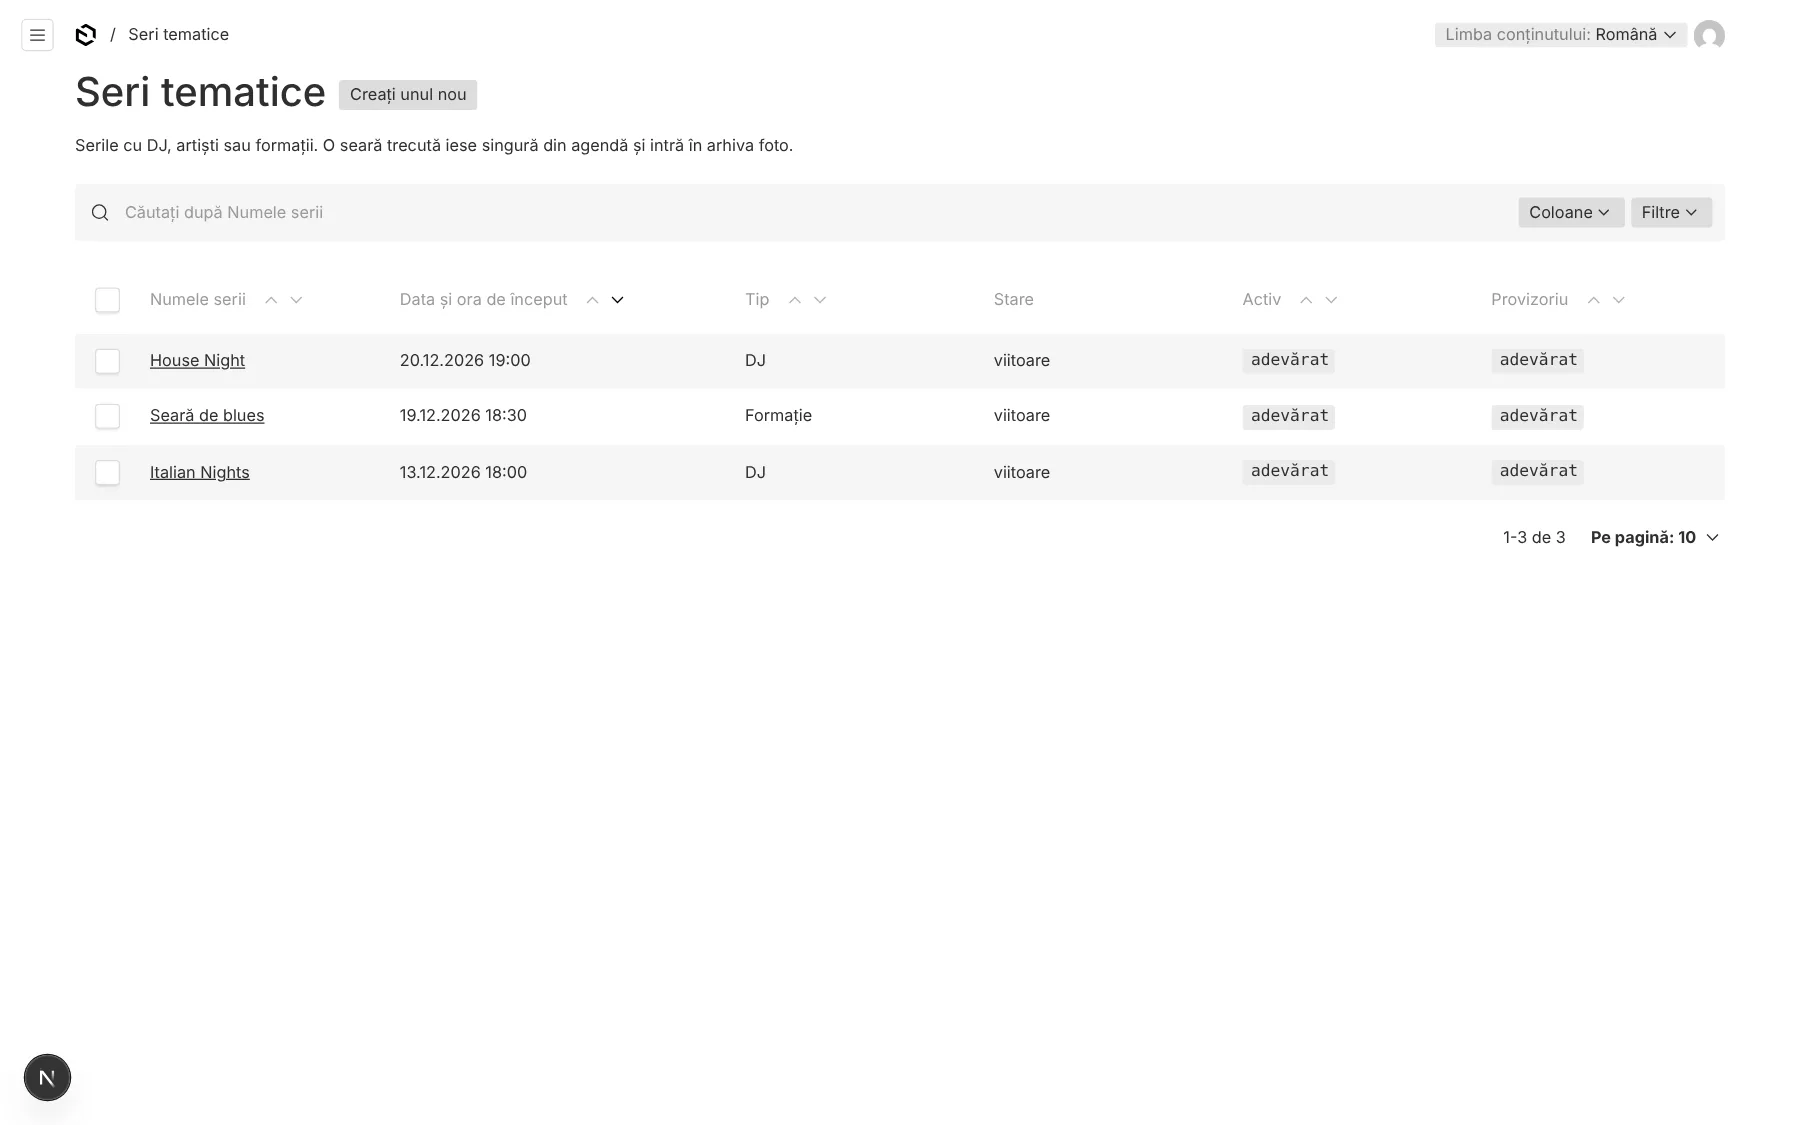 / Seri tematice
Limba conținutului: Română
Seri tematice
Creați unul nou
Serile cu DJ, artiști sau formații. O seară trecută iese singură din agendă și intră în arhiva foto.
Căutați după Numele serii
Coloane
Filtre
Numele serii Data și ora de început Tip Stare Activ Provizoriu
House Night 20.12.2026 19:00 DJ viitoare adevărat adevărat
Seară de blues 19.12.2026 18:30 Formație viitoare adevărat adevărat
Italian Nights 13.12.2026 18:00 DJ viitoare adevărat adevărat
1-3 de 3 Pe pagină: 10
N